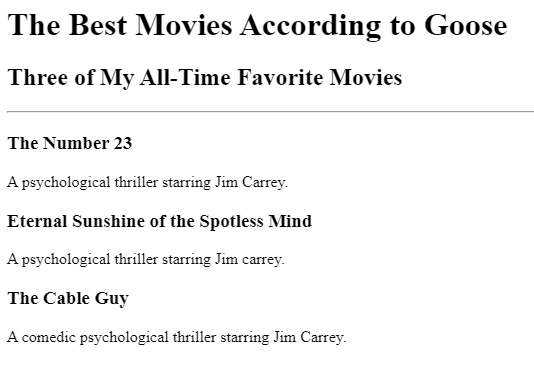 The Best Movies According to Goose
Three of My All-Time Favorite Movies
The Number 23
A psychological thriller starring Jim Carrey.
Eternal Sunshine of the Spotless Mind
A psychological thriller starring Jim carrey.
The Cable Guy
A comedic psychological thriller starring Jim Carrey.